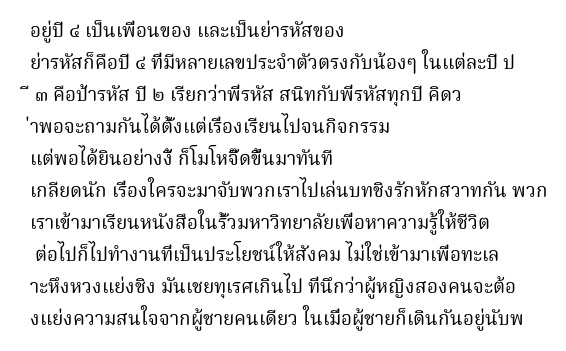 อยู่ปี ๔ เป็นเพื่อนของ และเป็นย่ารหัสของ
ย่ารหัสก็คือปี ๔ ที่มีหลายเลขประจำตัวตรงกับน้องๆ ในแต่ละปี ป
ี ๓ คือป้ารหัส ปี ๒ เรียกว่าพี่รหัส สนิทกับพี่รหัสทุกปี คิดว
่าพอจะถามกันได้ตั้งแต่เรื่องเรียนไปจนกิจกรรม
แต่พอได้ยินอย่างงี้ ก็โมโหจี๊ดขึ้นมาทันที
เกลียดนัก เรื่องใครจะมาจับพวกเราไปเล่นบทชิงรักหักสวาทกัน พวก
เราเข้ามาเรียนหนังสือในรั้วมหาวิทยาลัยเพื่อหาความรู้ให้ชีวิต
ต่อไปก็ไปทำงานที่เป็นประโยชน์ให้สังคม ไม่ใช่เข้ามาเพื่อทะเล
าะหึงหวงแย่งชิง มันเชยทุเรศเกินไป ที่นึกว่าผู้หญิงสองคนจะต้อ
งแย่งความสนใจจากผู้ชายคนเดียว ในเมื่อผู้ชายก็เดินกันอยู่นับพ